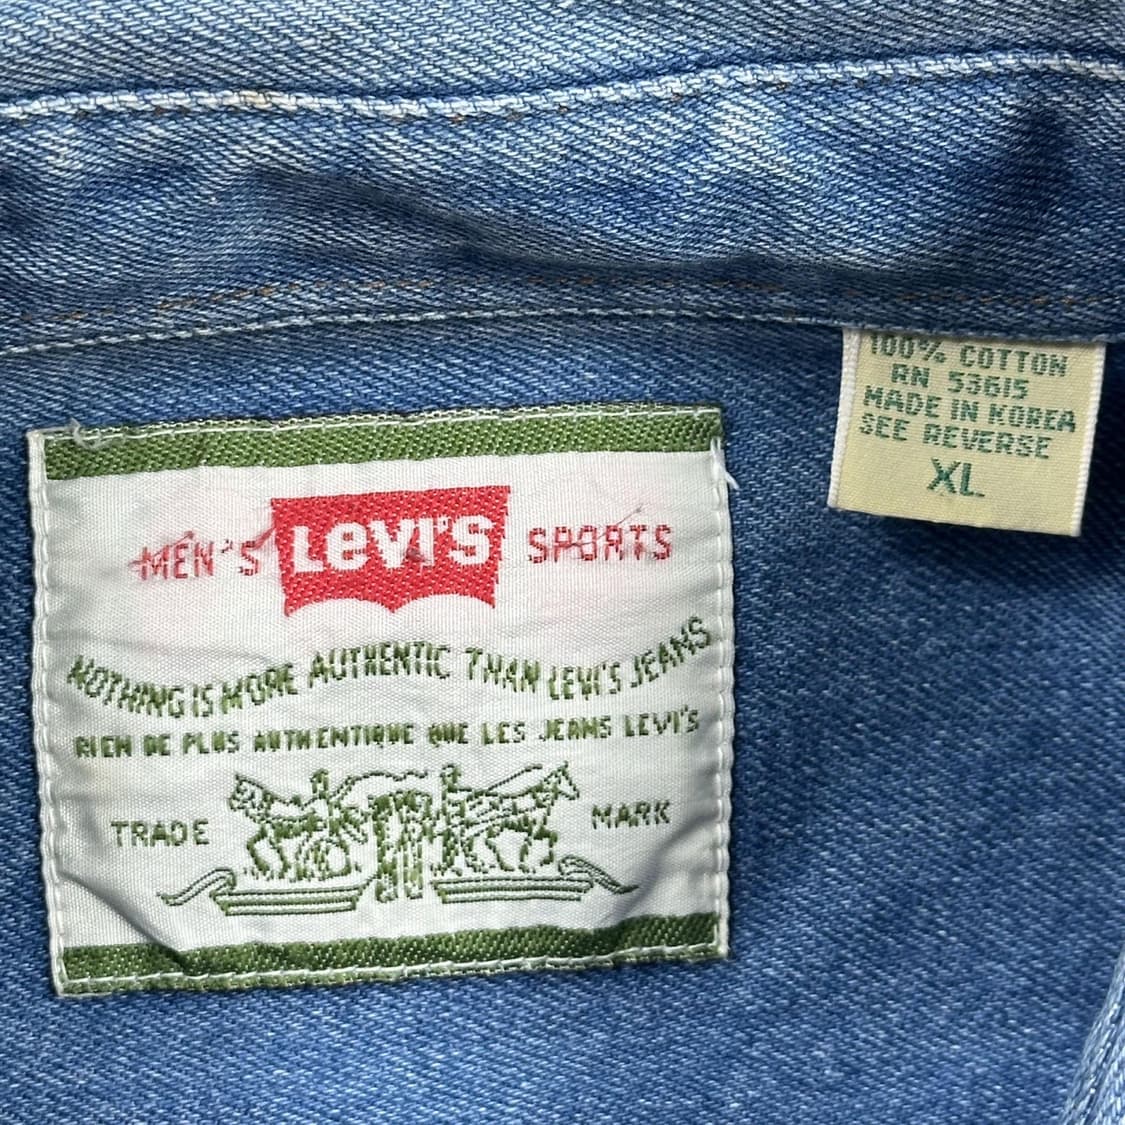 100% COTTON
RN 53615
MADE IN KOREA
SEE REVERSE
XL
MEN'S LEVI'S SPORTS
NOTHING IS MORE AUTHENTIC THAN LEVI'S JEANS
RIEN DE PLUS AUTHENTIQUE QUE LES JEANS LEVI'S
TRADE MARK